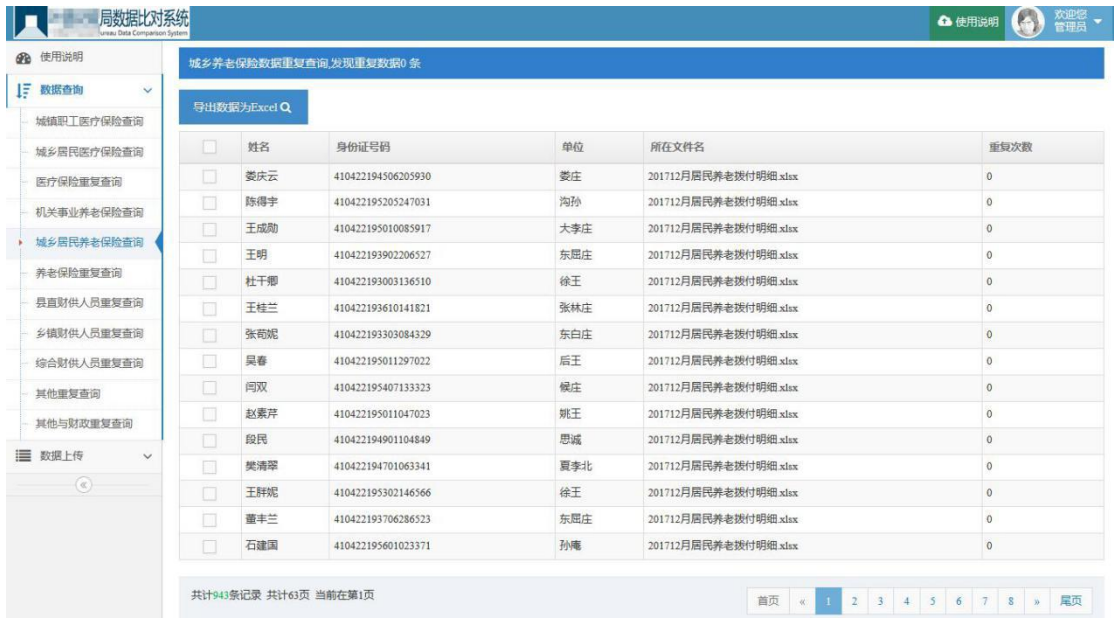 局数据比对系统
ureau Data Comparison System
使用说明
欢迎您
管理员
使用说明
数据查询
城镇职工医疗保险查询
城乡居民医疗保险查询
医疗保险重复查询
机关事业养老保险查询
城乡居民养老保险查询
养老保险重复查询
县直财供人员重复查询
乡镇财供人员重复查询
综合财供人员重复查询
其他重复查询
其他与财政重复查询
数据上传
城乡养老保险数据重复查询,发现重复数据0 条
导出数据为Excel
姓名 身份证号码 单位 所在文件名 重复次数
娄庆云 410422194506205930 娄庄 201712月居民养老拨付明细.xlsx 0
陈得宇 410422195205247031 沟孙 201712月居民养老拨付明细.xlsx 0
王成勋 410422195010085917 大李庄 201712月居民养老拨付明细.xlsx 0
王明 410422193902206527 东屈庄 201712月居民养老拨付明细.xlsx 0
杜干卿 410422193003136510 徐王 201712月居民养老拨付明细.xlsx 0
王桂兰 410422193610141821 张林庄 201712月居民养老拨付明细.xlsx 0
张苟妮 410422193303084329 东白庄 201712月居民养老拨付明细.xlsx 0
吴春 410422195011297022 后王 201712月居民养老拨付明细.xlsx 0
闫双 410422195407133323 候庄 201712月居民养老拨付明细.xlsx 0
赵素芹 410422195011047023 姚王 201712月居民养老拨付明细.xlsx 0
段民 410422194901104849 思诚 201712月居民养老拨付明细.xlsx 0
樊清翠 410422194701063341 夏李北 201712月居民养老拨付明细.xlsx 0
王胖妮 410422195302146566 徐王 201712月居民养老拨付明细.xlsx 0
董丰兰 410422193706286523 东屈庄 201712月居民养老拨付明细.xlsx 0
石建国 410422195601023371 孙庵 201712月居民养老拨付明细.xlsx 0
共计943条记录 共计63页 当前在第1页
首页 « 1 2 3 4 5 6 7 8 » 尾页